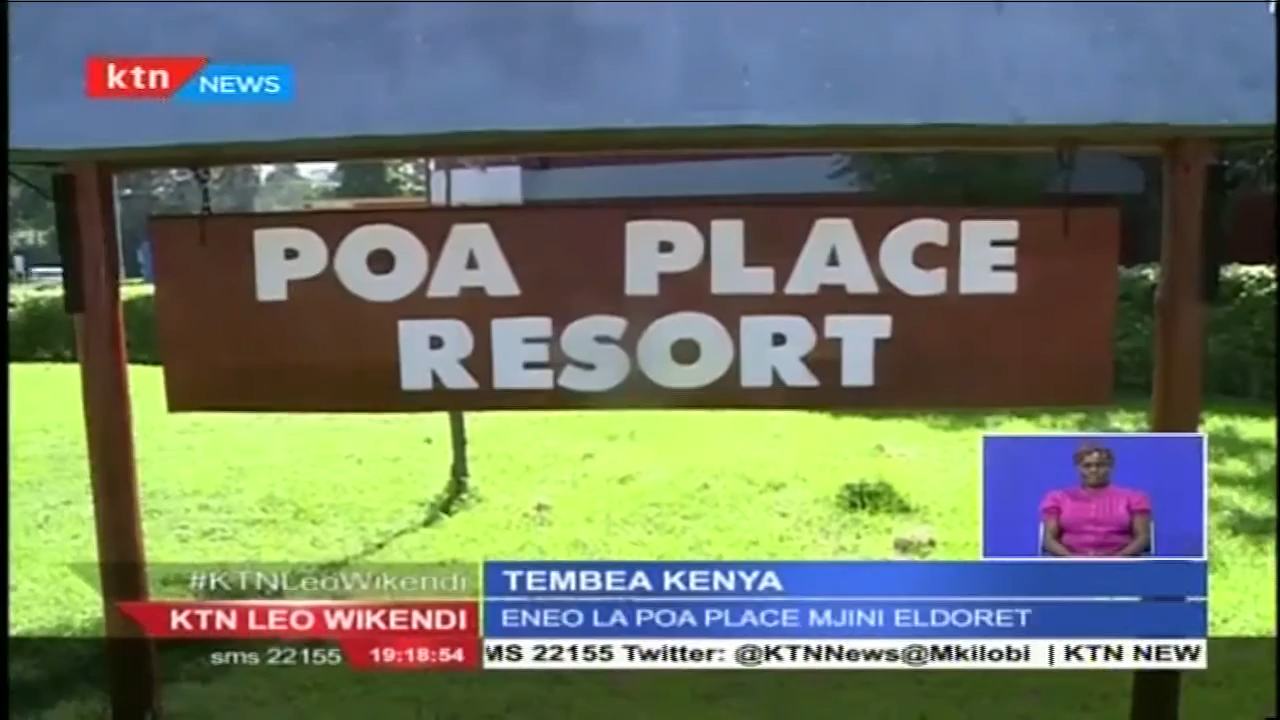 ktn NEWS
POA PLACE
RESORT
#KTNLeoWikendi
TEMBEA KENYA
KTN LEO WIKENDI
ENEO LA POA PLACE MJINI ELDORET
sms 22155
19:18:54
MS 22155 Twitter: @KTNNews@Mkilobi | KTN NEW